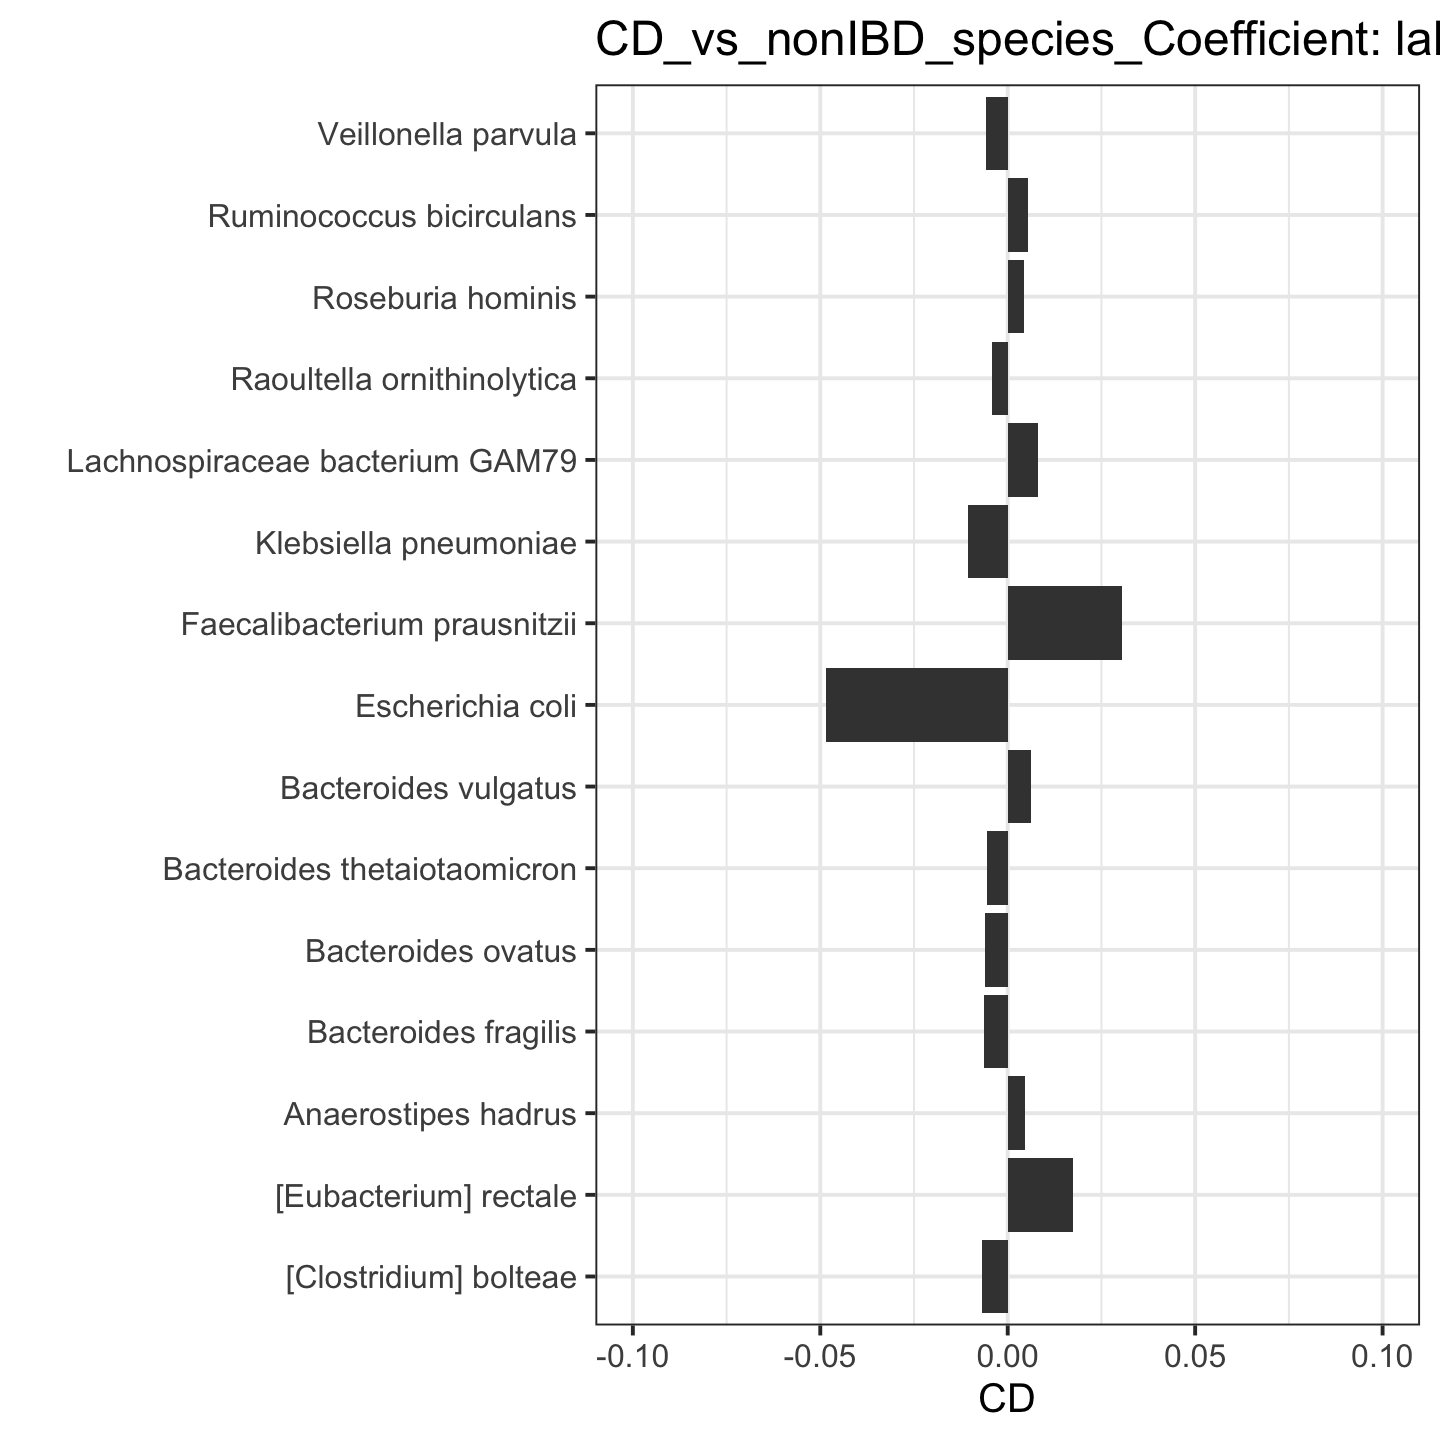 CD_vs_nonIBD_species_Coefficient:
Veillonella parvula
Ruminococcus bicirculans
Roseburia hominis
Raoultella ornithinolytica
Lachnospiraceae bacterium GAM79
Klebsiella pneumoniae
Faecalibacterium prausnitzii
Escherichia coli
Bacteroides vulgatus
Bacteroides thetaiotaomicron
Bacteroides ovatus
Bacteroides fragilis
Anaerostipes hadrus
[Eubacterium] rectale
[Clostridium] bolteae
-0.10 -0.05 0.00 0.05 0.10
CD